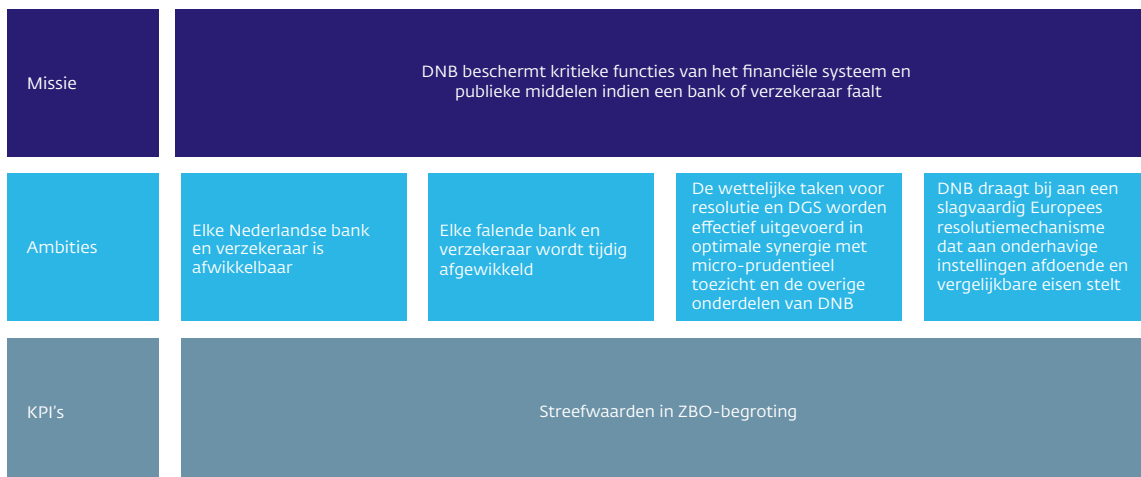 Missie
DNB beschermt kritieke functies van het financiële systeem en
publieke middelen indien een bank of verzekeraar faalt
Ambities
Elke Nederlandse bank
en verzekeraar is
afwikkelbaar
Elke falende bank en
verzekeraar wordt tijdig
afgewikkeld
De wettelijke taken voor
resolutie en DGS worden
effectief uitgevoerd in
optimale synergie met
micro-prudentieel
toezicht en de overige
onderdelen van DNB
DNB draagt bij aan een
slagvaardig Europees
resolutiemechanisme
dat aan onderhavige
instellingen afdoende en
vergelijkbare eisen stelt
KPI's
Streefwaarden in ZBO-begroting